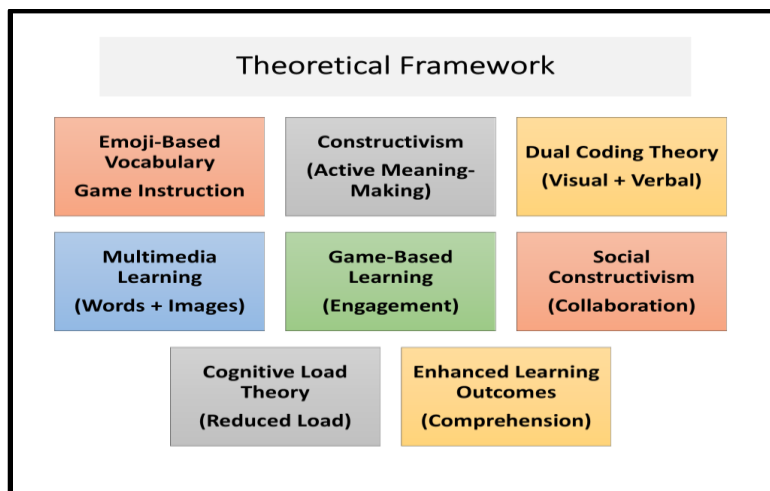 Theoretical Framework
Emoji-Based
Vocabulary
Game Instruction
Constructivism
(Active Meaning-
Making)
Dual Coding Theory
(Visual + Verbal)
Multimedia
Learning
(Words + Images)
Game-Based
Learning
(Engagement)
Social
Constructivism
(Collaboration)
Cognitive Load
Theory
(Reduced Load)
Enhanced Learning
Outcomes
(Comprehension)